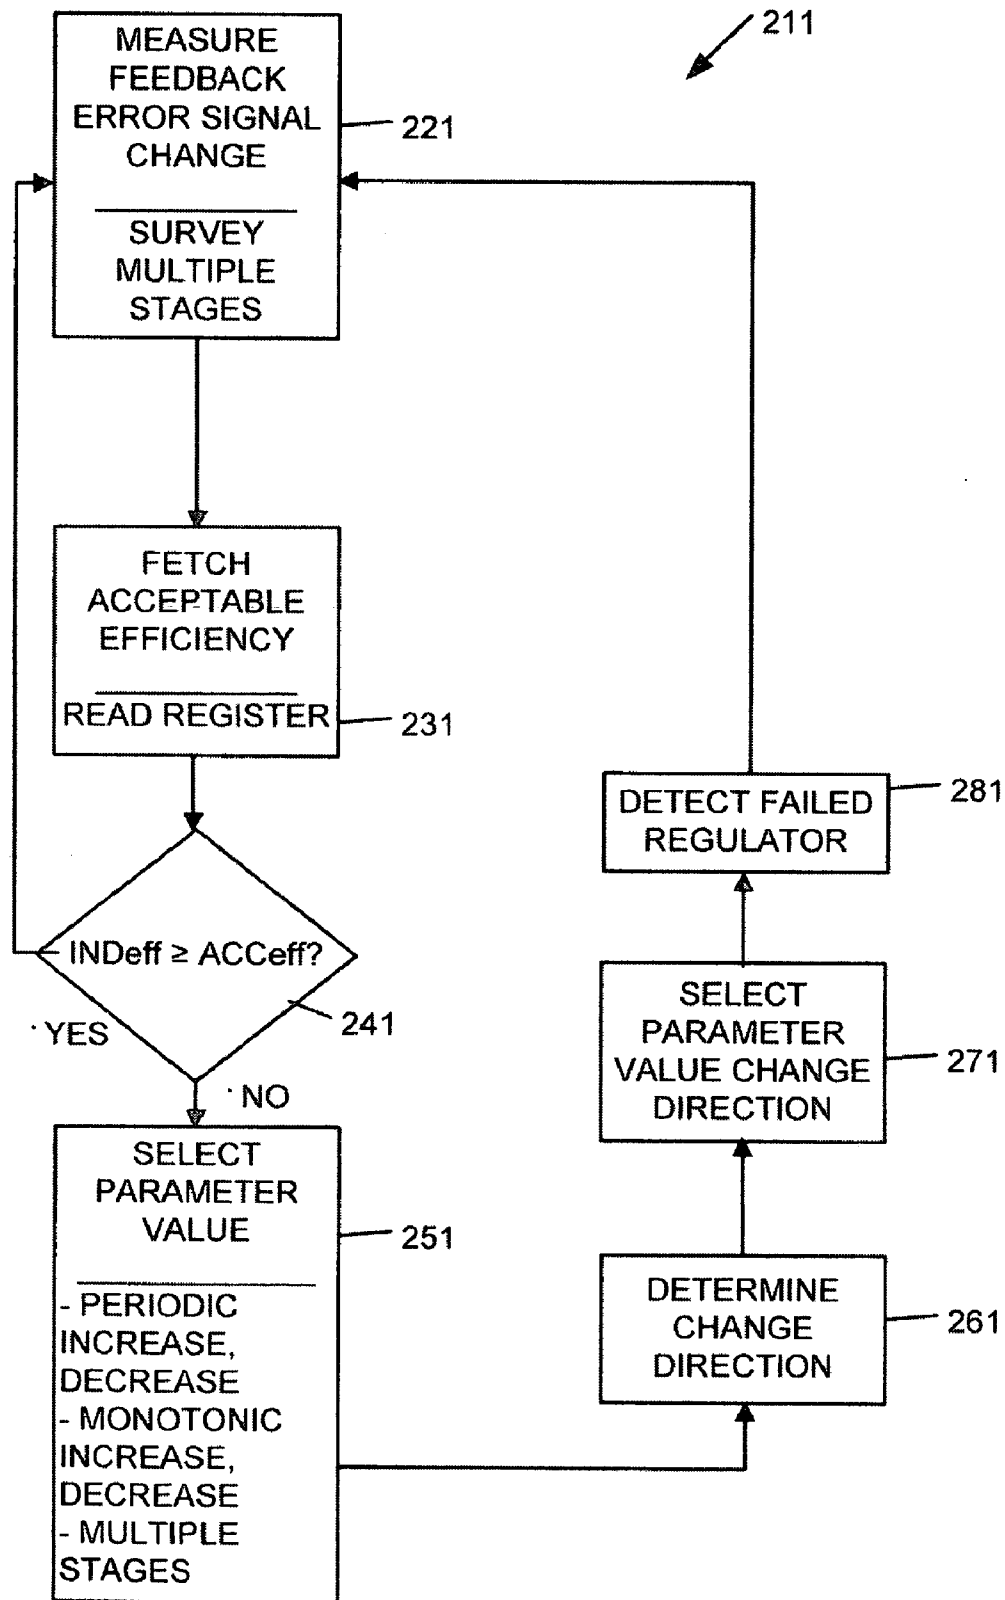 211
MEASURE
FEEDBACK
ERROR SIGNAL
CHANGE
221
SURVEY
MULTIPLE
STAGES
FETCH
ACCEPTABLE
EFFICIENCY
READ REGISTER
231
INDeff ≥ ACCeff?
241
YES
NO
SELECT
PARAMETER
VALUE
251
- PERIODIC
INCREASE,
DECREASE
- MONOTONIC
INCREASE,
DECREASE
- MULTIPLE
STAGES
DETERMINE
CHANGE
DIRECTION
261
SELECT
PARAMETER
VALUE CHANGE
DIRECTION
271
DETECT FAILED
REGULATOR
281